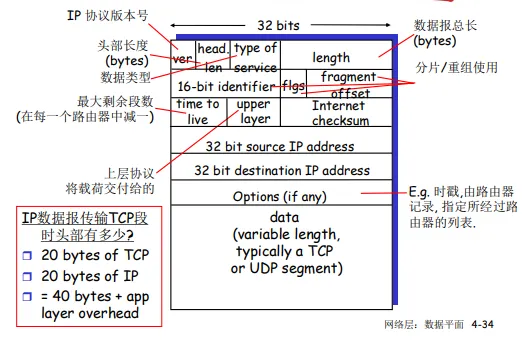 IP 协议版本号
32 bits
数据报总长
(bytes)
头部长度
(bytes)
ver
head.
len
type of
service
length
数据类型
分片/重组使用
16-bit identifier
flgs
fragment
offset
最大剩余段数
(在每一个路由器中减一)
time to
live
upper
layer
Internet
checksum
32 bit source IP address
上层协议
将载荷交付给的
32 bit destination IP address
Options (if any)
E.g. 时戳,由路由器
记录, 指定所经过路
由器的列表.
data
(variable length,
typically a TCP
or UDP segment)
IP数据报传输TCP段
时头部有多少?
20 bytes of TCP
20 bytes of IP
= 40 bytes + app
layer overhead
网络层:数据平面 4-34